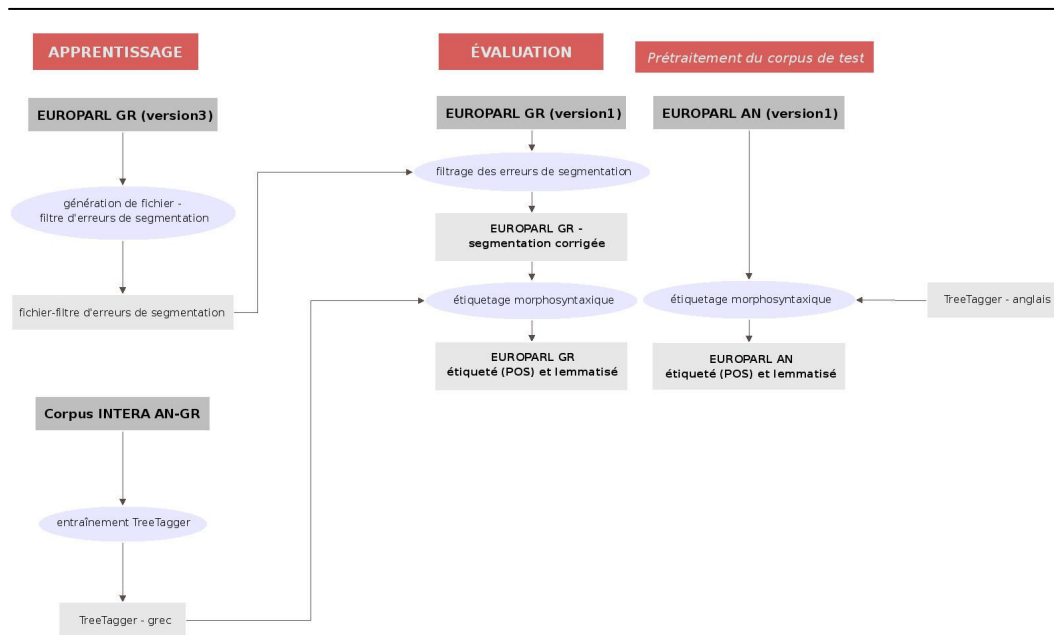 APPRENTISSAGE
ÉVALUATION
Prétraitement du corpus de test
EUROPARL GR (version3)
EUROPARL GR (version1)
EUROPARL AN (version1)
filtrage des erreurs de segmentation
génération de fichier -
filtre d'erreurs de segmentation
EUROPARL GR -
segmentation corrigée
fichier-filtre d'erreurs de segmentation
étiquetage morphosyntaxique
étiquetage morphosyntaxique
TreeTagger - anglais
EUROPARL GR
étiqueté (POS) et lemmatisé
EUROPARL AN
étiqueté (POS) et lemmatisé
Corpus INTERA AN-GR
entraînement TreeTagger
TreeTagger - grec